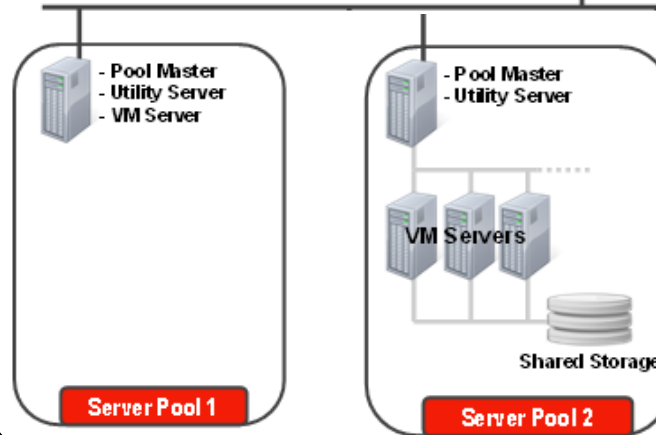 - Pool Master
- Utility Server
- VM Server
Server Pool 1
- Pool Master
- Utility Server
VM Servers
Shared Storage
Server Pool 2